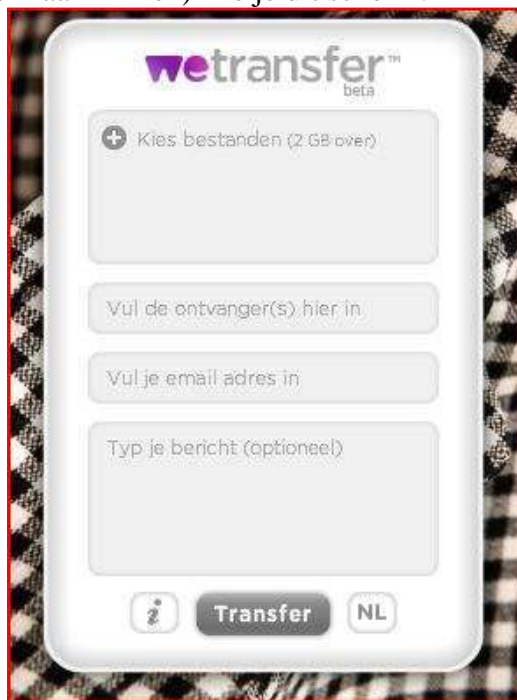 wetransfer™
beta
Kies bestanden (2 GB over)
Vul de ontvanger(s) hier in
Vul je email adres in
Typ je bericht (optioneel)
i Transfer NL